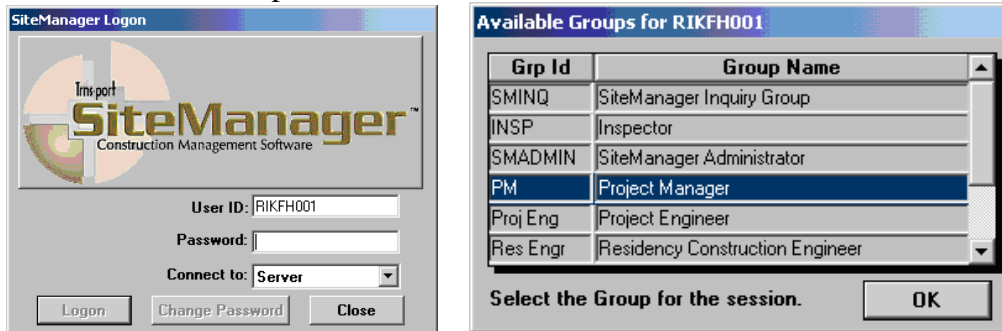 SiteManager Logon
Trns·port
SiteManager™
Construction Management Software
User ID: RIKFH001
Password:
Connect to: Server
Logon Change Password Close
Available Groups for RIKFH001
Grp Id Group Name
SMINQ SiteManager Inquiry Group
INSP Inspector
SMADMIN SiteManager Administrator
PM Project Manager
Proj Eng Project Engineer
Res Engr Residency Construction Engineer
Select the Group for the session. OK